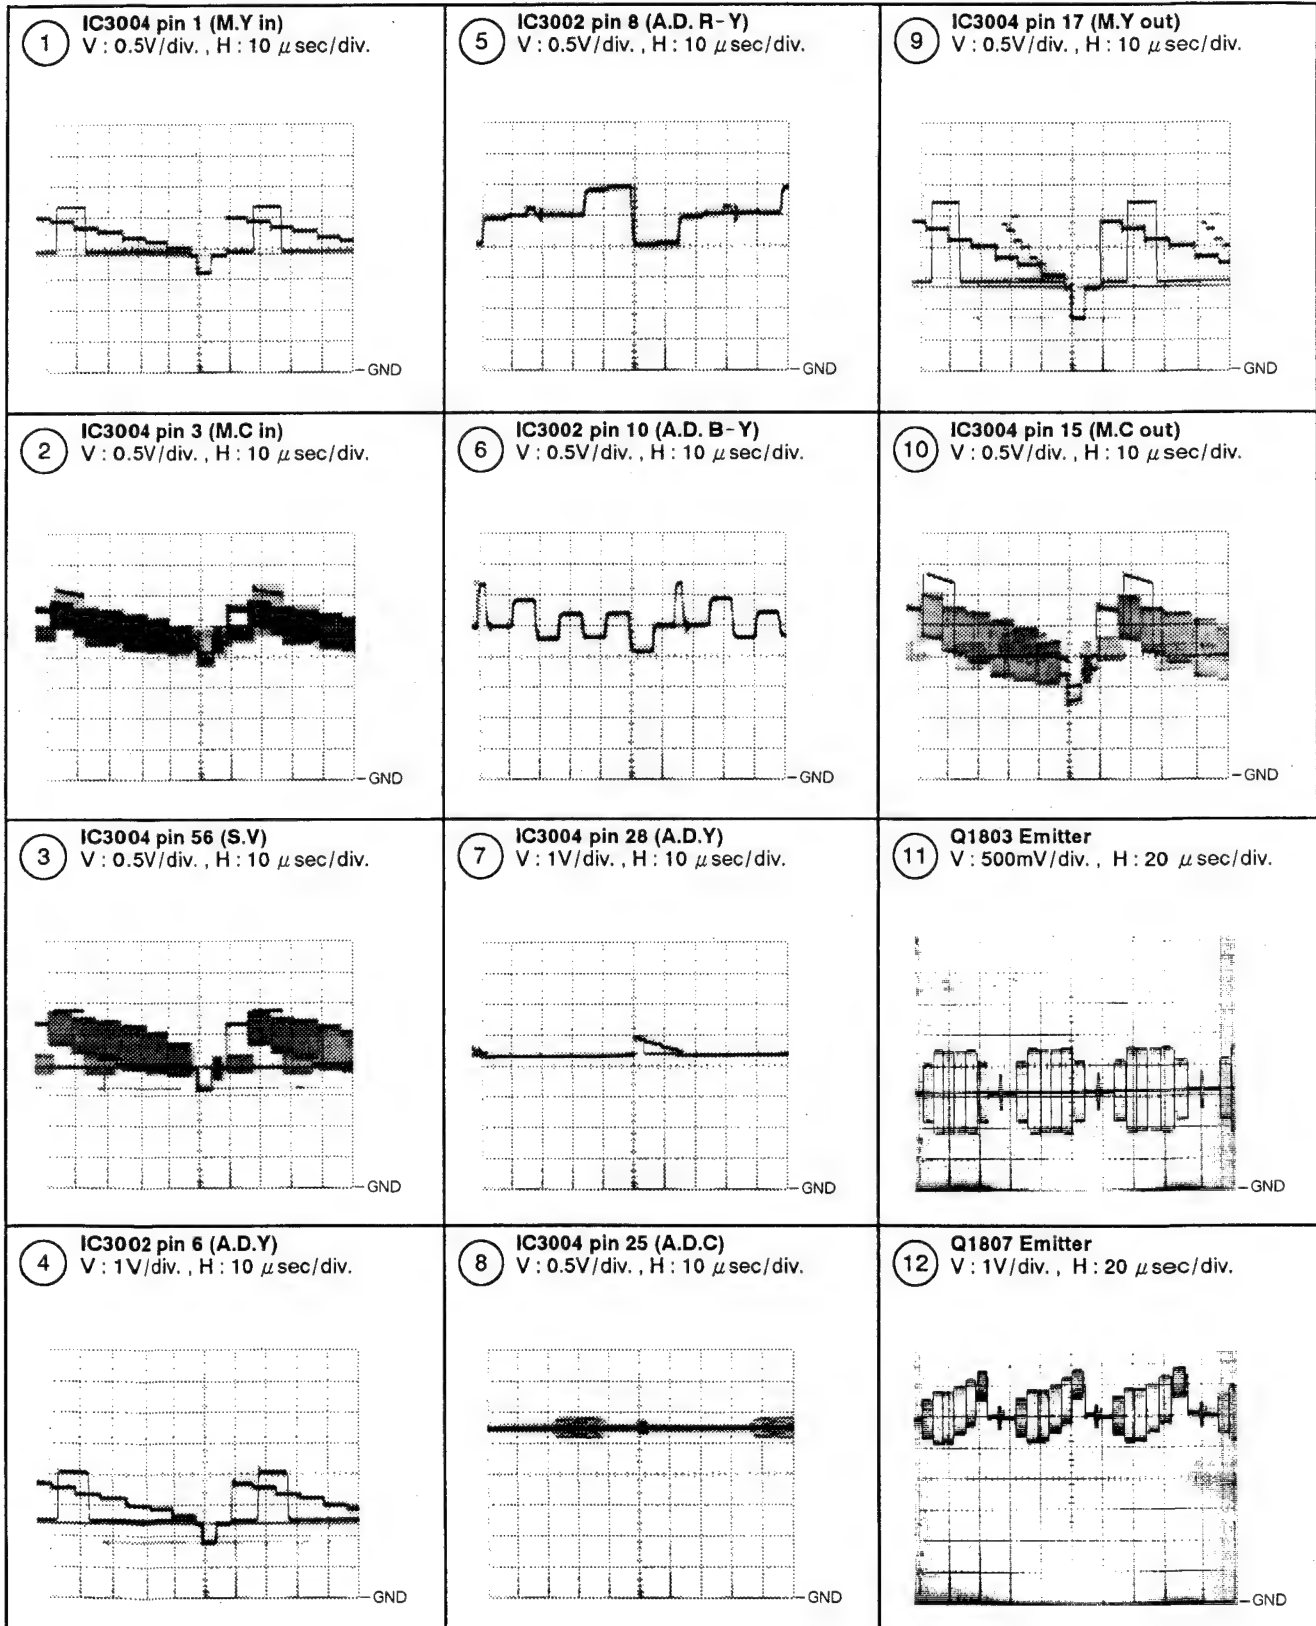 1
IC3004 pin 1 (M.Y in)
V : 0.5V/div. , H : 10 μsec/div.
GND
2
IC3004 pin 3 (M.C in)
V : 0.5V/div. , H : 10 μsec/div.
GND
3
IC3004 pin 56 (S.V)
V : 0.5V/div. , H : 10 μsec/div.
GND
4
IC3002 pin 6 (A.D.Y)
V : 1V/div. , H : 10 μsec/div.
GND
5
IC3002 pin 8 (A.D. R-Y)
V : 0.5V/div. , H : 10 μsec/div.
GND
6
IC3002 pin 10 (A.D. B-Y)
V : 0.5V/div. , H : 10 μsec/div.
GND
7
IC3004 pin 28 (A.D.Y)
V : 1V/div. , H : 10 μsec/div.
GND
8
IC3004 pin 25 (A.D.C)
V : 0.5V/div. , H : 10 μsec/div.
GND
9
IC3004 pin 17 (M.Y out)
V : 0.5V/div. , H : 10 μsec/div.
GND
10
IC3004 pin 15 (M.C out)
V : 0.5V/div. , H : 10 μsec/div.
GND
11
Q1803 Emitter
V : 500mV/div. , H : 20 μsec/div.
GND
12
Q1807 Emitter
V : 1V/div. , H : 20 μsec/div.
GND